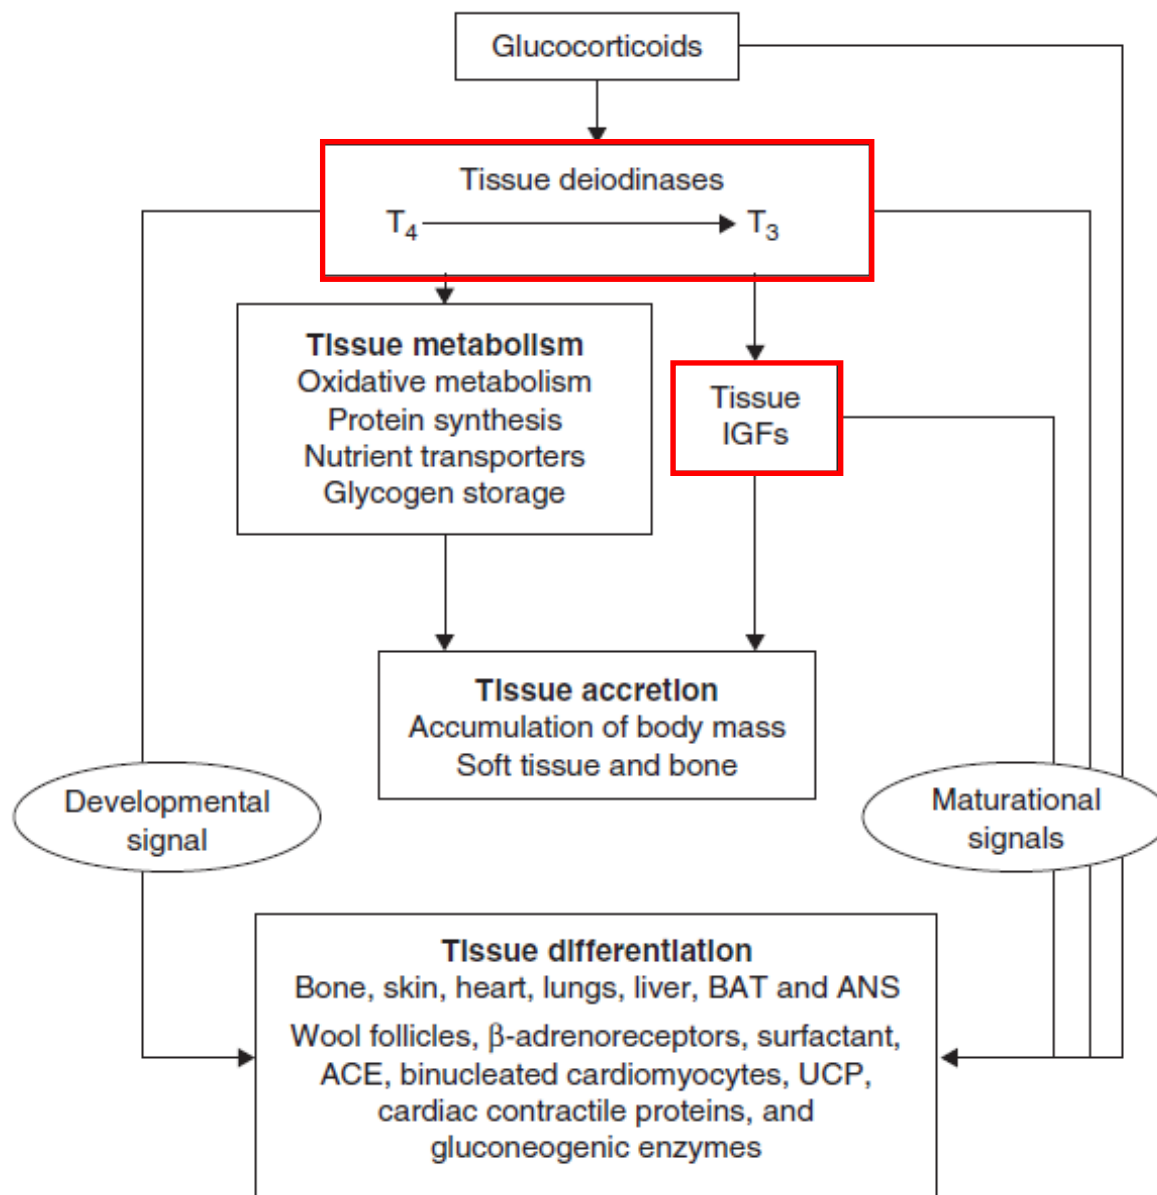 Glucocorticoids
Tissue deiodinases
T₄ T₃
Tissue metabolism
Oxidative metabolism
Protein synthesis
Nutrient transporters
Glycogen storage
Tissue
IGFs
Tissue accretion
Accumulation of body mass
Soft tissue and bone
Developmental
signal
Maturational
signals
Tissue differentiation
Bone, skin, heart, lungs, liver, BAT and ANS
Wool follicles, β-adrenoreceptors, surfactant,
ACE, binucleated cardiomyocytes, UCP,
cardiac contractile proteins, and
gluconeogenic enzymes